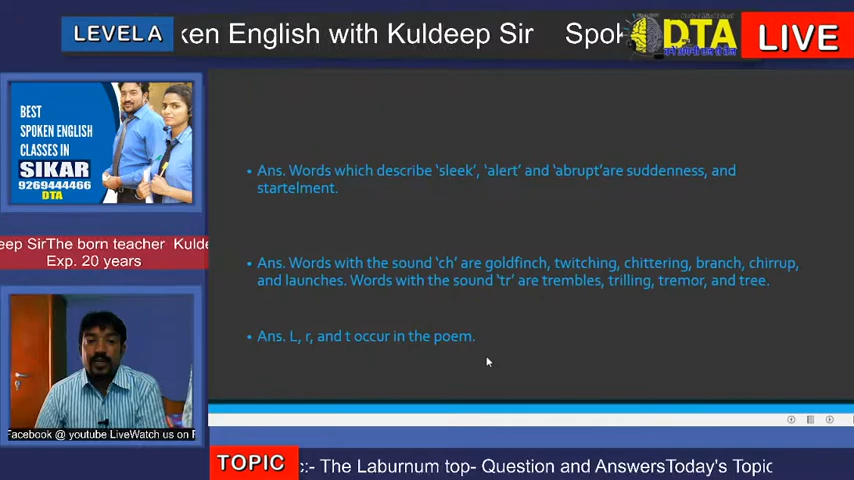 LEVEL A
ken English with Kuldeep Sir Spok
DTA
LIVE
BEST
SPOKEN ENGLISH
CLASSES IN
SIKAR
9269444466
DTA
eep SirThe born teacher Kulde
Exp. 20 years
• Ans. Words which describe ‘sleek’, ‘alert’ and ‘abrupt’are suddenness, and
startelment.
• Ans. Words with the sound ‘ch’ are goldfinch, twitching, chittering, branch, chirrup,
and launches. Words with the sound ‘tr’ are trembles, trilling, tremor, and tree.
• Ans. L, r, and t occur in the poem.
Facebook @ youtube LiveWatch us on F
TOPIC
c:- The Laburnum top- Question and AnswersToday's Topic